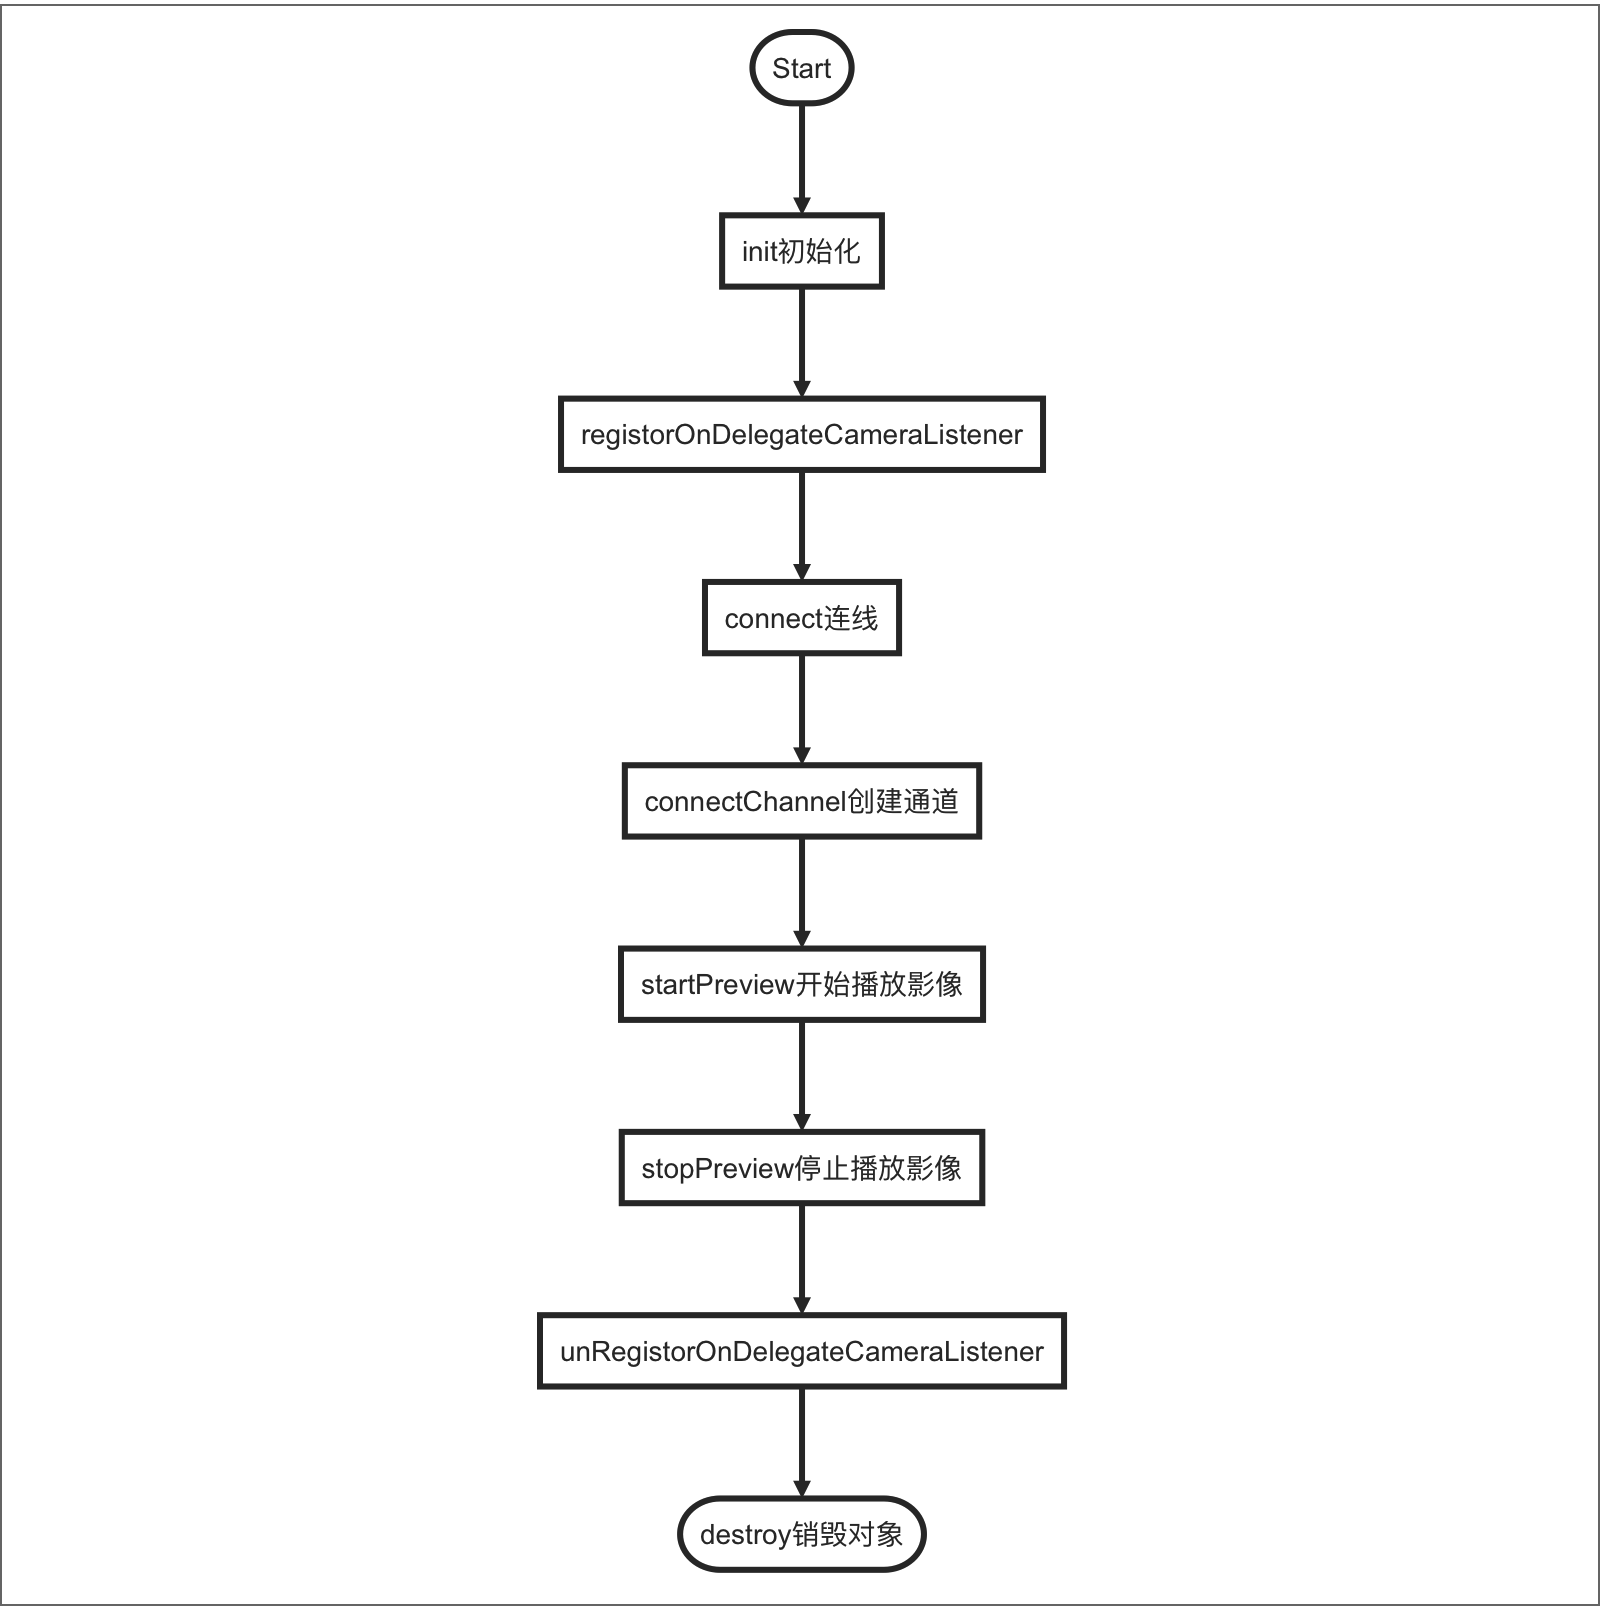 Start
init初始化
registorOnDelegateCameraListener
connect连线
connectChannel创建通道
startPreview开始播放影像
stopPreview停止播放影像
unRegistorOnDelegateCameraListener
destroy销毁对象